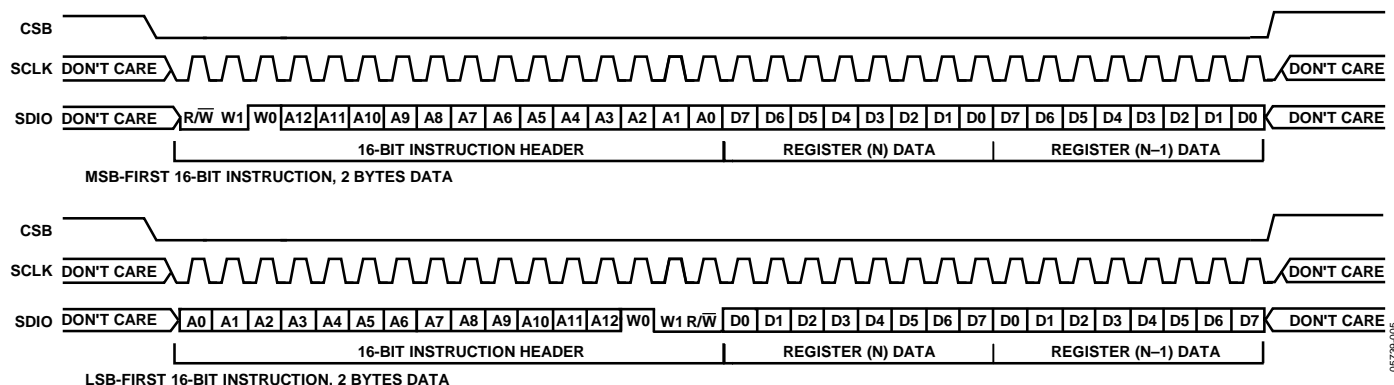 CSB
SCLK DON'T CARE DON'T CARE
SDIO DON'T CARE R/W̅ W1 W0 A12 A11 A10 A9 A8 A7 A6 A5 A4 A3 A2 A1 A0 D7 D6 D5 D4 D3 D2 D1 D0 D7 D6 D5 D4 D3 D2 D1 D0 DON'T CARE
16-BIT INSTRUCTION HEADER REGISTER (N) DATA REGISTER (N–1) DATA
MSB-FIRST 16-BIT INSTRUCTION, 2 BYTES DATA
CSB
SCLK DON'T CARE DON'T CARE
SDIO DON'T CARE A0 A1 A2 A3 A4 A5 A6 A7 A8 A9 A10 A11 A12 W0 W1 R/W̅ D0 D1 D2 D3 D4 D5 D6 D7 D0 D1 D2 D3 D4 D5 D6 D7 DON'T CARE
16-BIT INSTRUCTION HEADER REGISTER (N) DATA REGISTER (N–1) DATA
LSB-FIRST 16-BIT INSTRUCTION, 2 BYTES DATA
05739-005